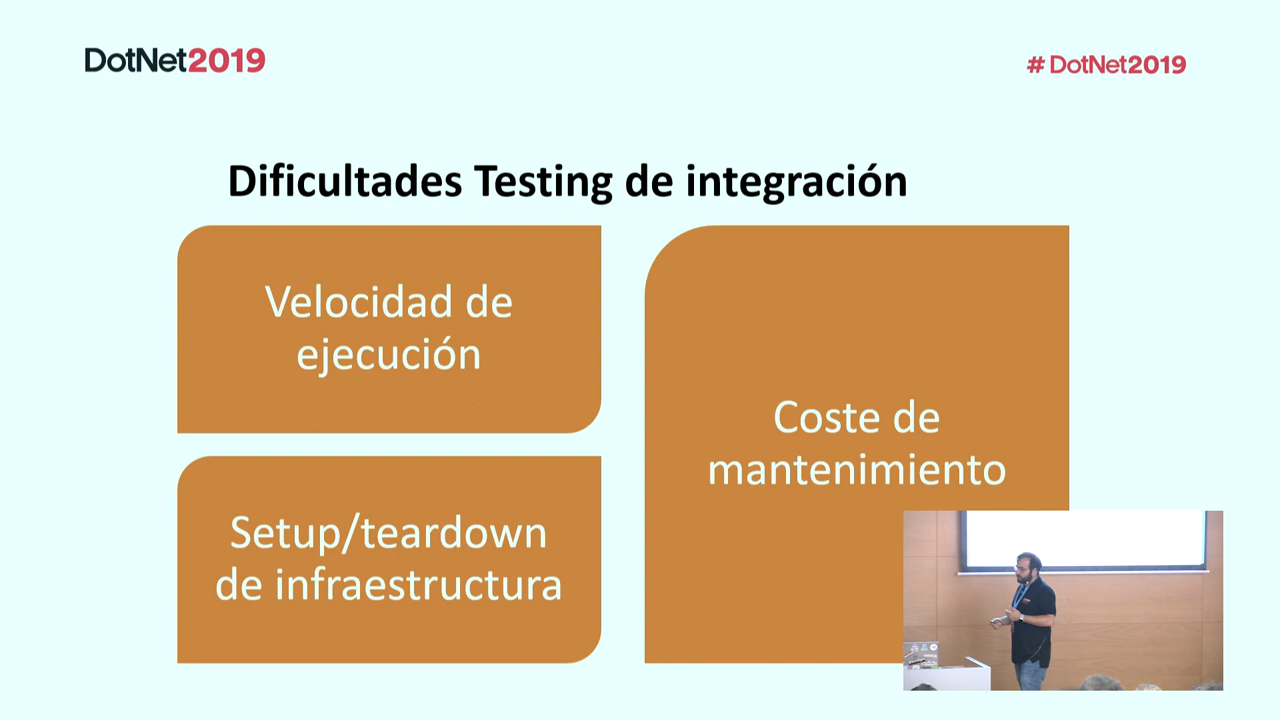 DotNet2019
# DotNet2019
Dificultades Testing de integración
Velocidad de
ejecución
Setup/teardown
de infraestructura
Coste de
mantenimiento